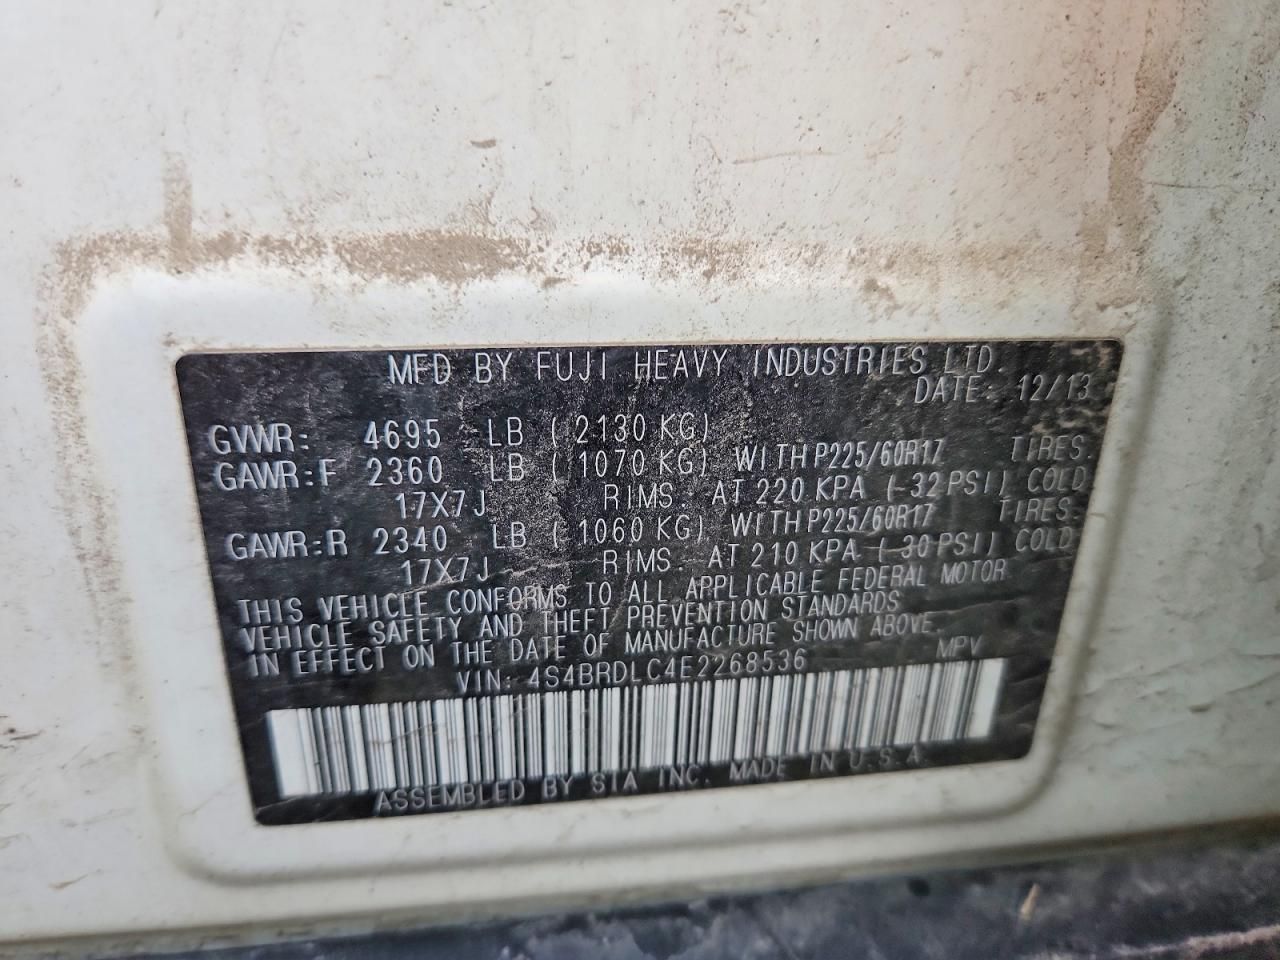 MFD BY FUJI HEAVY INDUSTRIES LTD.
DATE: 12/13
GVWR: 4695 LB ( 2130 KG)
GAWR:F 2360 LB ( 1070 KG) WITH P225/60R17 TIRES.
17X7J RIMS. AT 220 KPA ( 32 PSI) COLD
GAWR:R 2340 LB ( 1060 KG) WITH P225/60R17 TIRES.
17X7J RIMS. AT 210 KPA ( 30 PSI) COLD
THIS VEHICLE CONFORMS TO ALL APPLICABLE FEDERAL MOTOR
VEHICLE SAFETY AND THEFT PREVENTION STANDARDS
IN EFFECT ON THE DATE OF MANUFACTURE SHOWN ABOVE.
VIN: 4S4BRDLC4E2268536 MPV
ASSEMBLED BY SIA INC. MADE IN U.S.A.